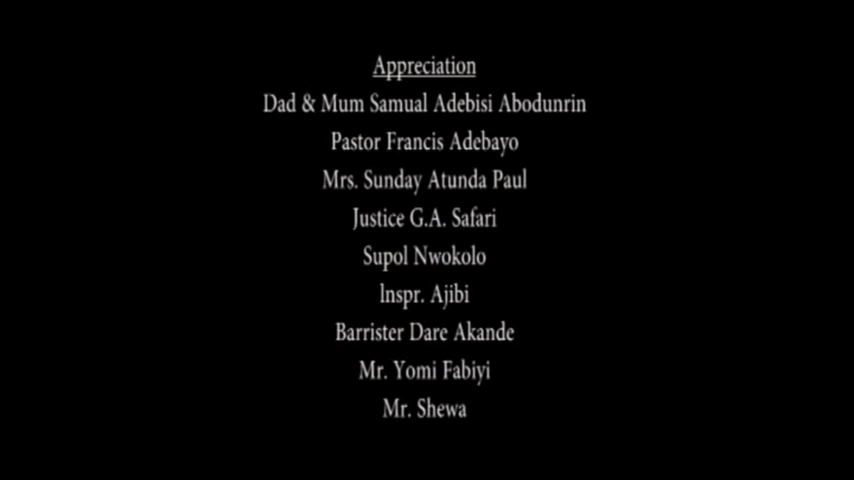 Appreciation
Dad & Mum Samual Adebisi Abodunrin
Pastor Francis Adebayo
Mrs. Sunday Atunda Paul
Justice G.A. Safari
Supol Nwokolo
lnspr. Ajibi
Barrister Dare Akande
Mr. Yomi Fabiyi
Mr. Shewa